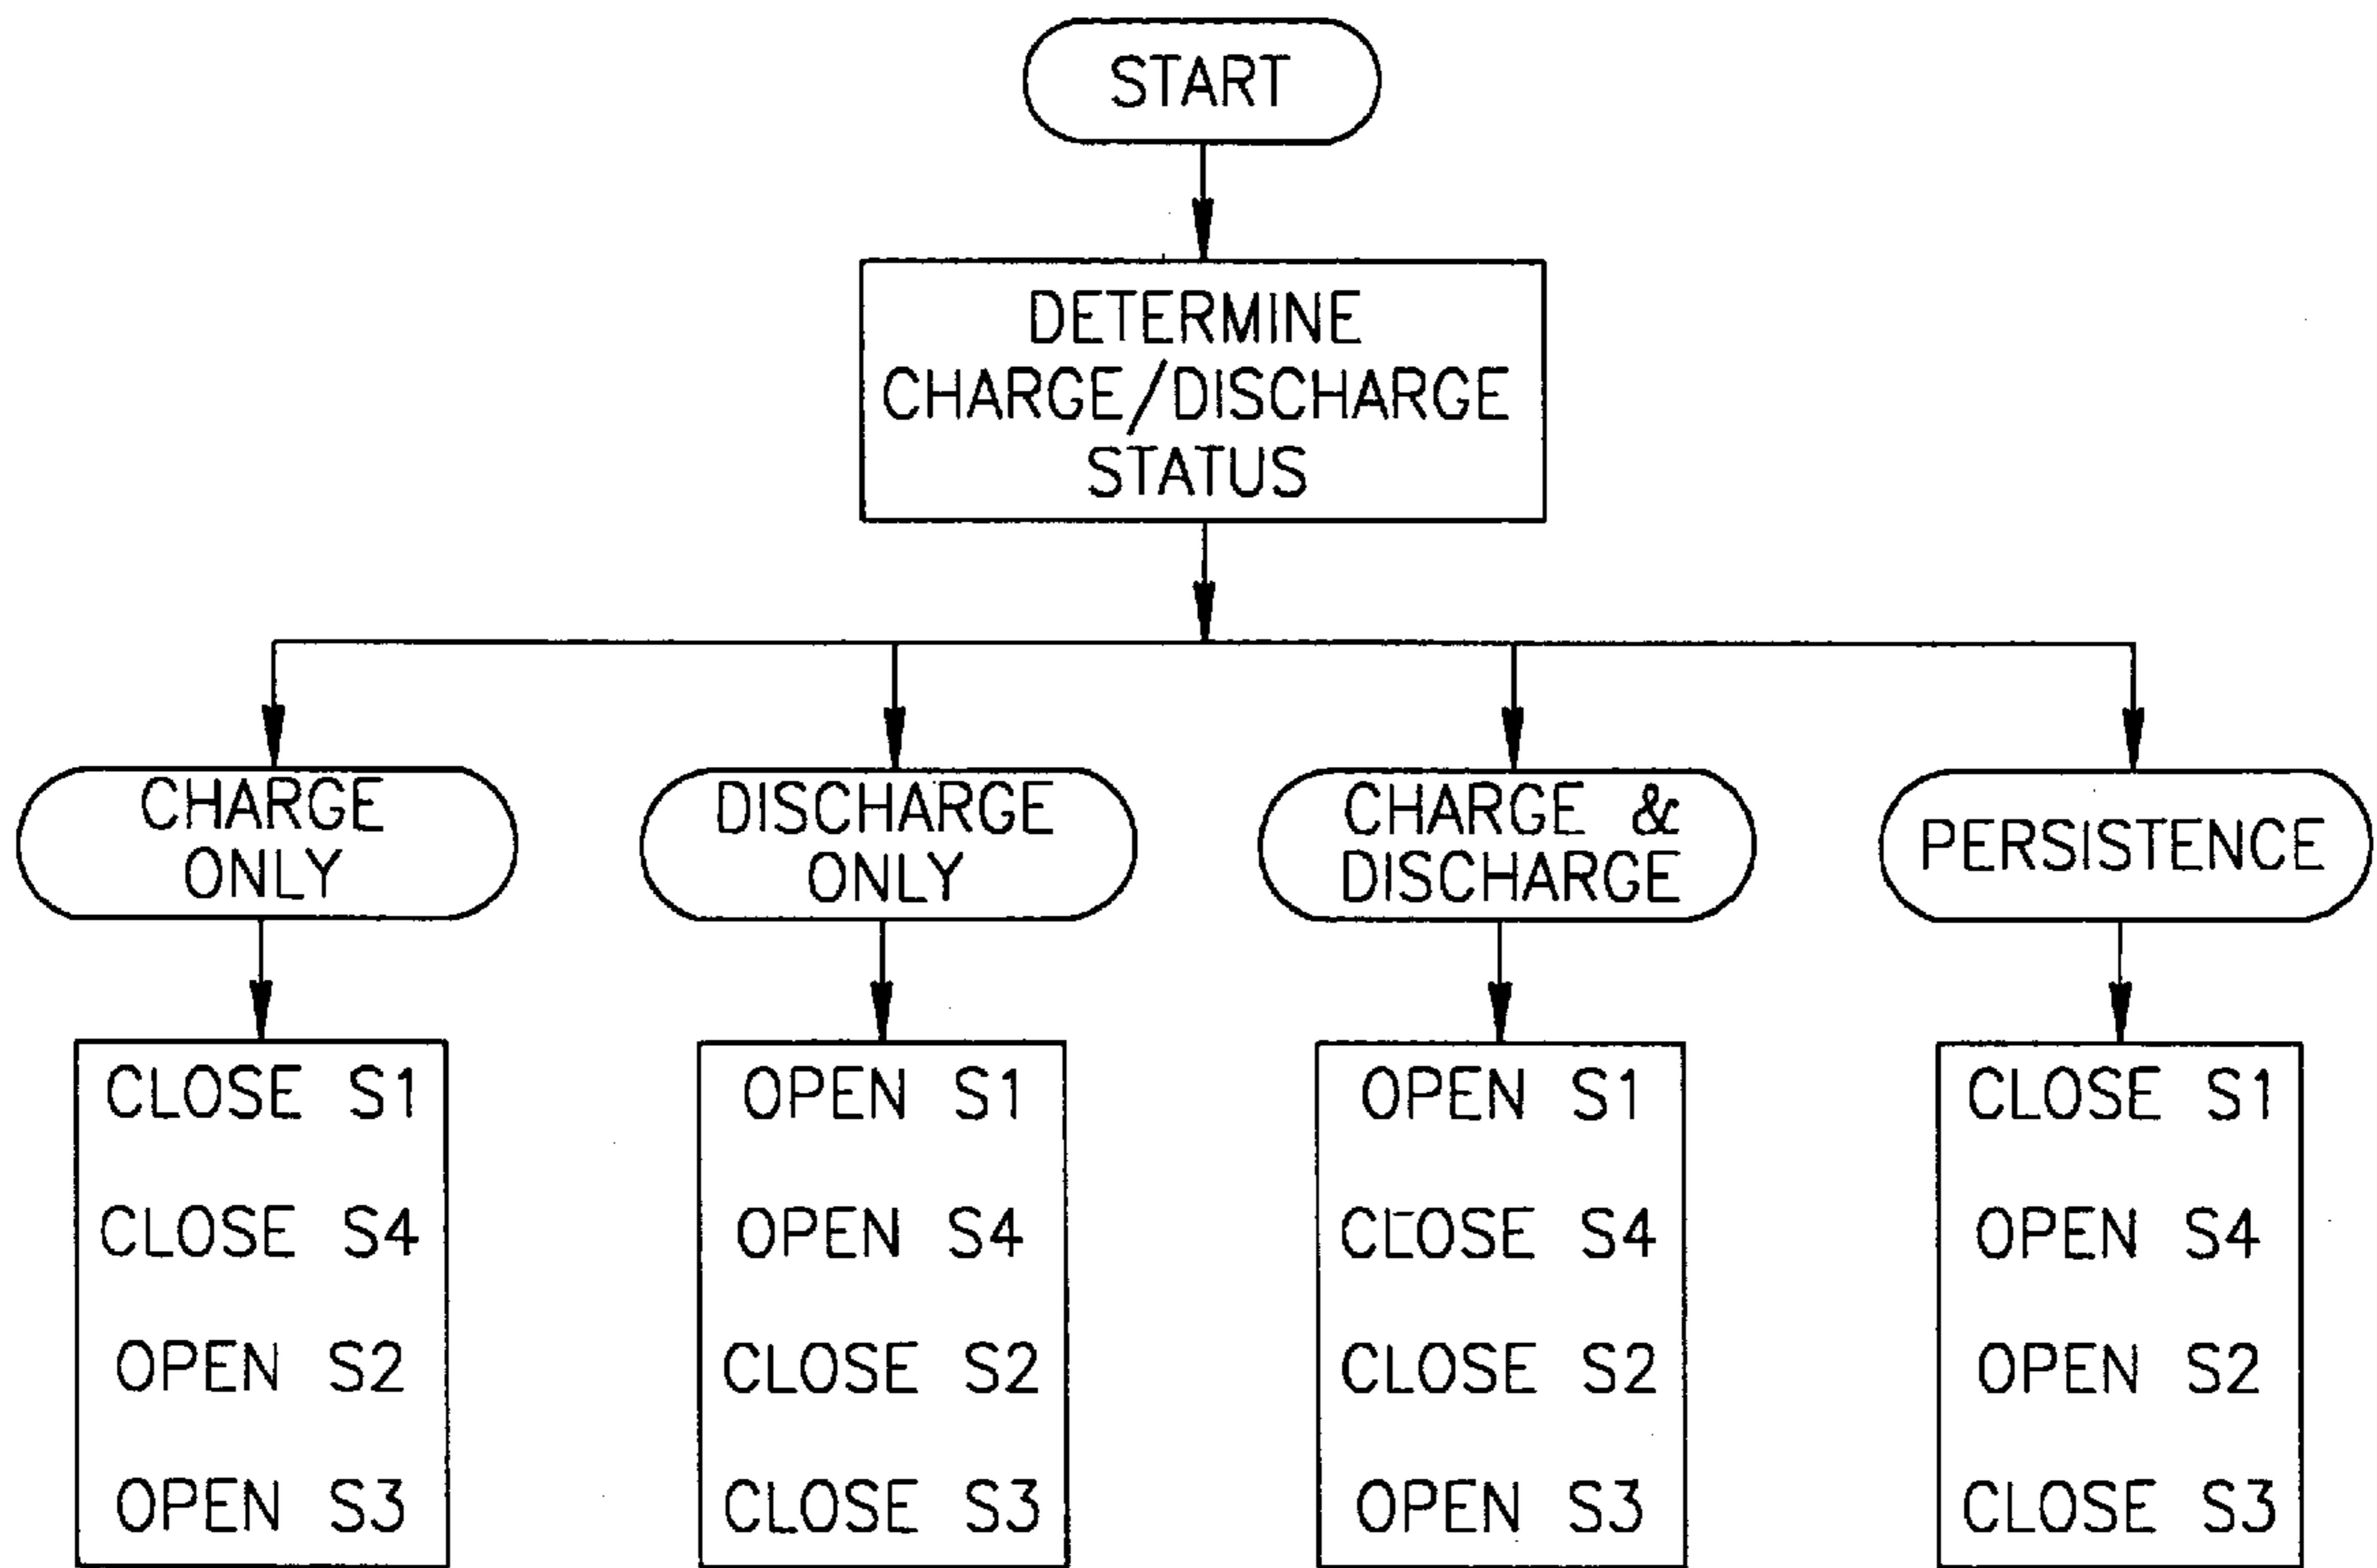 START
DETERMINE
CHARGE/DISCHARGE
STATUS
CHARGE
ONLY
DISCHARGE
ONLY
CHARGE &
DISCHARGE
PERSISTENCE
CLOSE S1
CLOSE S4
OPEN S2
OPEN S3
OPEN S1
OPEN S4
CLOSE S2
CLOSE S3
OPEN S1
CLOSE S4
CLOSE S2
OPEN S3
CLOSE S1
OPEN S4
OPEN S2
CLOSE S3